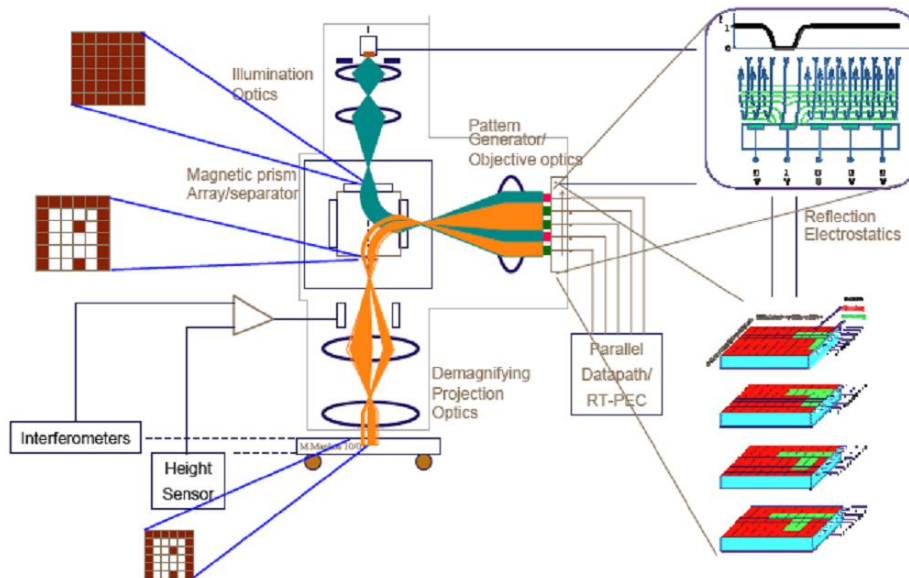 Illumination
Optics
Pattern
Generator/
Objective optics
Magnetic prism
Array/separator
Reflection
Electrostatics
Parallel
Datapath/
RT-PEC
Demagnifying
Projection
Optics
Interferometers
Height
Sensor